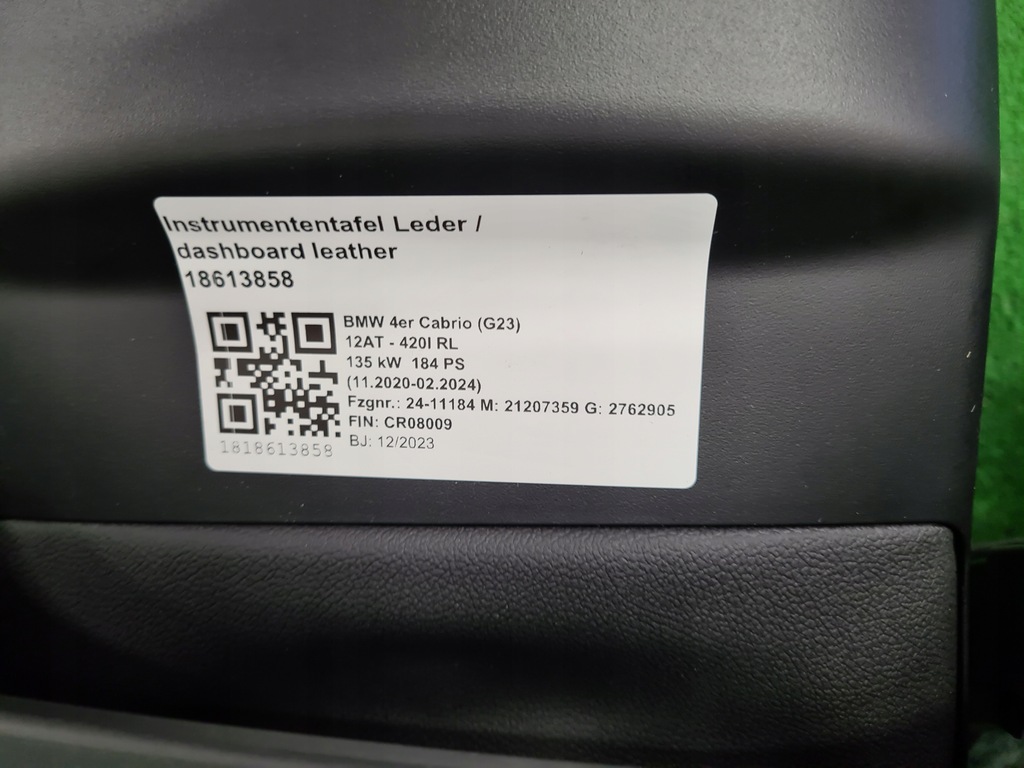 Instrumententafel Leder /
dashboard leather
18613858
BMW 4er Cabrio (G23)
12AT - 420I RL
135 kW 184 PS
(11.2020-02.2024)
Fzgnr.: 24-11184 M: 21207359 G: 2762905
FIN: CR08009
BJ: 12/2023
1818613858